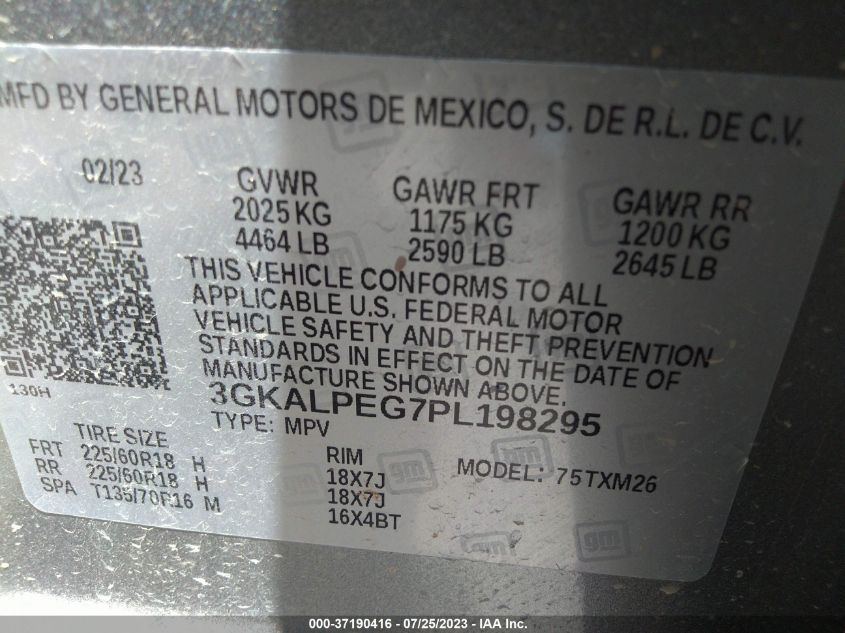 MFD BY GENERAL MOTORS DE MEXICO, S. DE R.L. DE C.V.
02/23 GVWR GAWR FRT GAWR RR
2025 KG 1175 KG 1200 KG
4464 LB 2590 LB 2645 LB
THIS VEHICLE CONFORMS TO ALL
APPLICABLE U.S. FEDERAL MOTOR
VEHICLE SAFETY AND THEFT PREVENTION
STANDARDS IN EFFECT ON THE DATE OF
MANUFACTURE SHOWN ABOVE.
130H
3GKALPEG7PL198295
TYPE: MPV
TIRE SIZE RIM MODEL: 75TXM26
FRT 225/60R18 H 18X7J
RR 225/60R18 H 18X7J
SPA T135/70R16 M 16X4BT
gm
gm
gm
gm
000-37190416 - 07/25/2023 - IAA Inc.